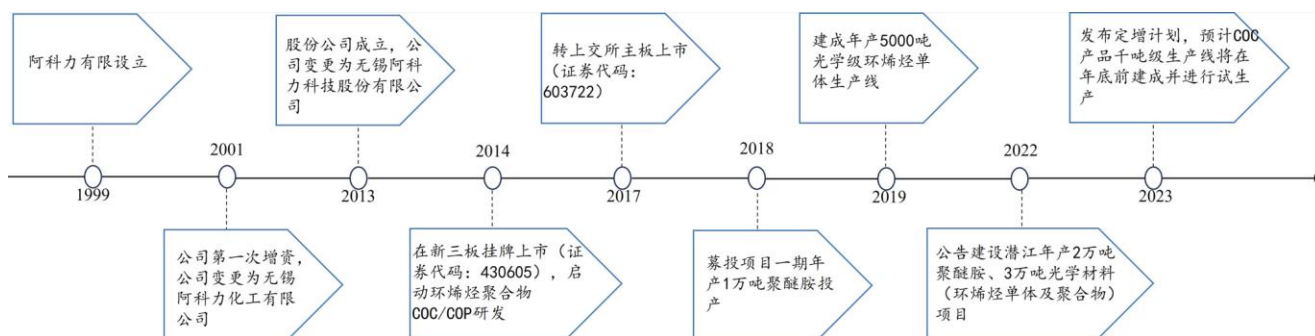 阿科力有限设立
股份公司成立，公
司变更为无锡阿科
力科技股份有限公
司
转上交所主板上市
（证券代码：
603722）
建成年产5000吨
光学级环烯烃单
体生产线
发布定增计划，预计COC
产品千吨级生产线将在
年底前建成并进行试生
产
1999
2001
2013
2014
2017
2018
2019
2022
2023
公司第一次增资，
公司变更为无锡
阿科力化工有限
公司
在新三板挂牌上市（证
券代码：430605），启
动环烯烃聚合物
COC/COP研发
募投项目一期年
产1万吨聚醚胺投
产
公告建设潜江年产2万吨
聚醚胺、3万吨光学材料
（环烯烃单体及聚合物）
项目